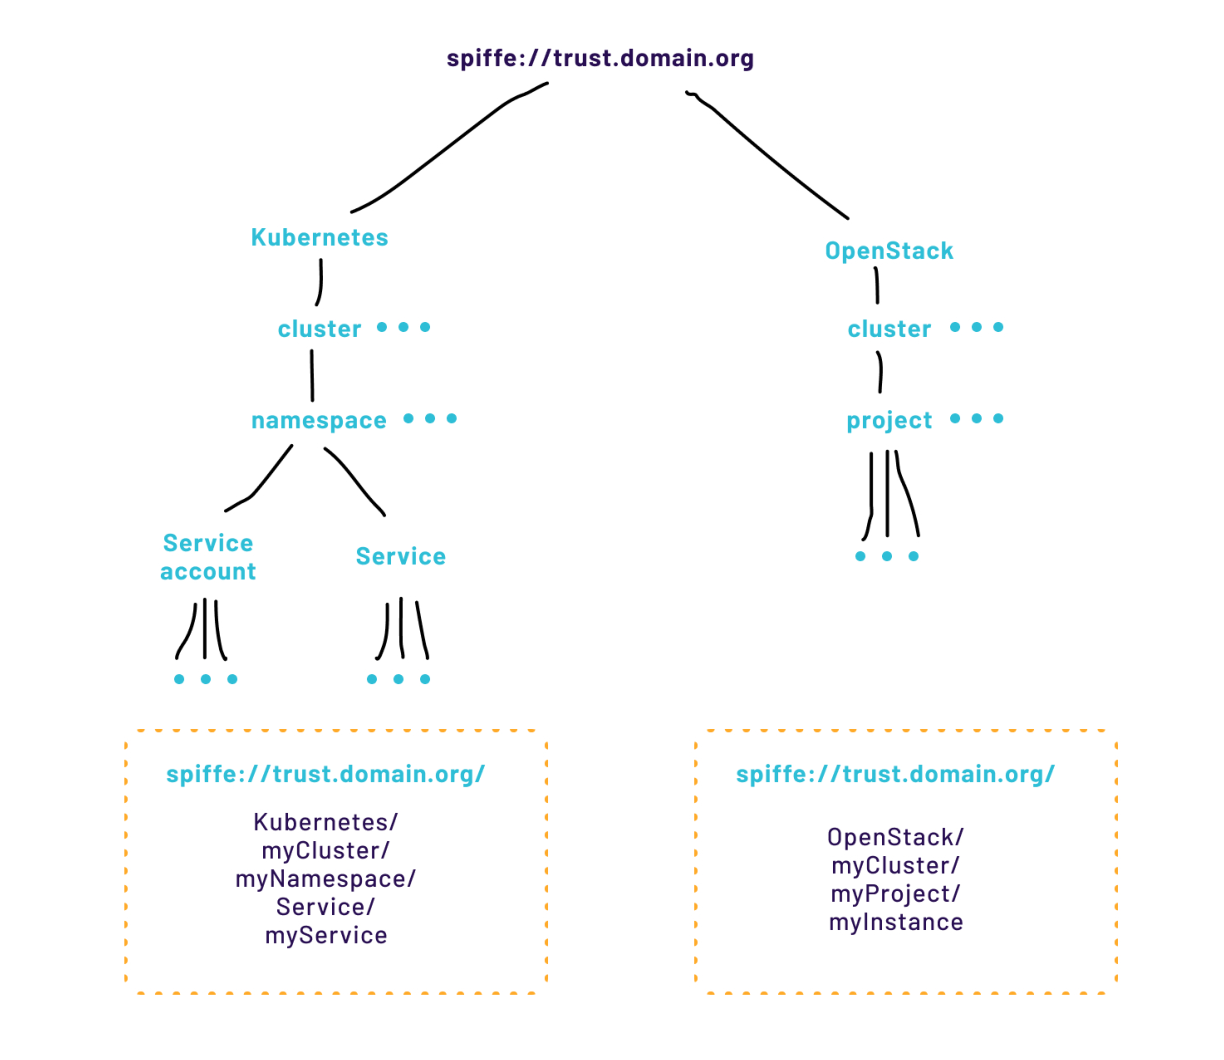 spiffe://trust.domain.org
Kubernetes
OpenStack
cluster
cluster
namespace
project
Service
account
Service
spiffe://trust.domain.org/
Kubernetes/
myCluster/
myNamespace/
Service/
myService
spiffe://trust.domain.org/
OpenStack/
myCluster/
myProject/
myInstance